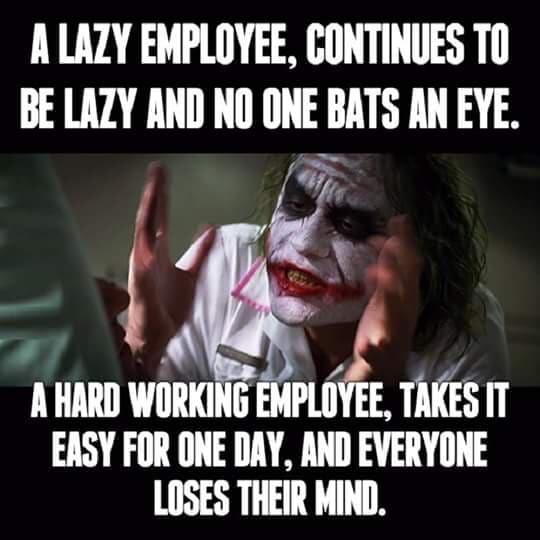 A LAZY EMPLOYEE, CONTINUES TO
BE LAZY AND NO ONE BATS AN EYE.
A HARD WORKING EMPLOYEE, TAKES IT
EASY FOR ONE DAY, AND EVERYONE
LOSES THEIR MIND.